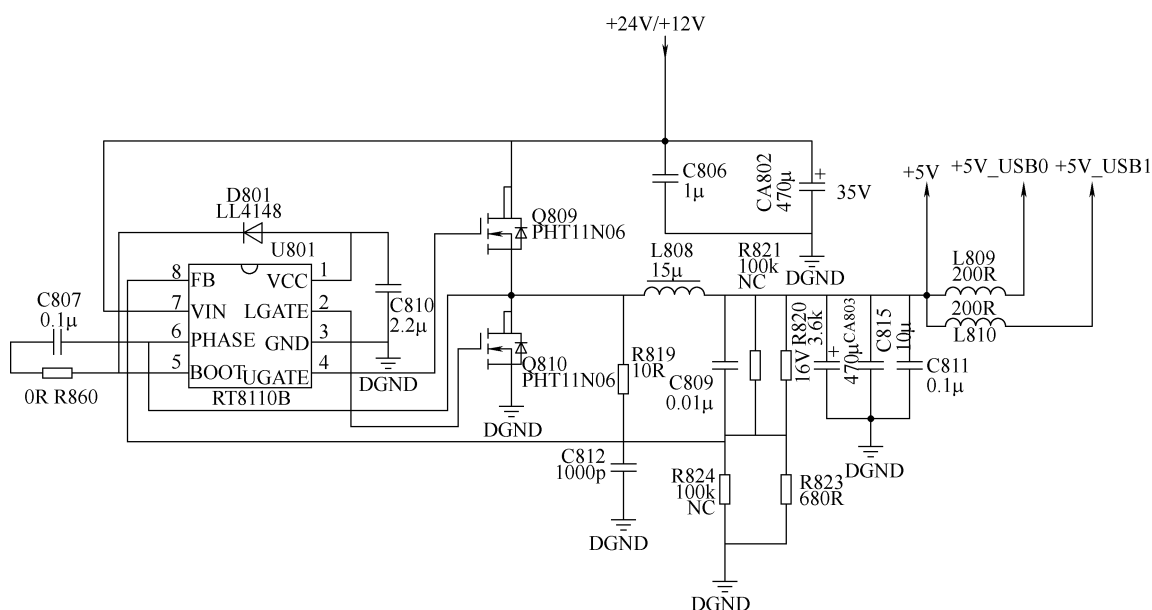 +24V/+12V
D801
LL4148
U801
8
FB
VCC
1
7
VIN
LGATE
2
6
PHASE
GND
3
5
BOOT
UGATE
4
RT8110B
C807
0.1μ
0R R860
C810
2.2μ
DGND
Q809
PHT11N06
Q810
PHT11N06
DGND
C806
1μ
CA802
470μ
+
35V
DGND
L808
15μ
R821
100k
NC
R819
10R
C809
0.01μ
C812
1000p
DGND
R820
3.6k
16V
+
CA803
470μ
C815
10μ
C811
0.1μ
DGND
R824
100k
NC
R823
680R
DGND
+5V
+5V_USB0
+5V_USB1
L809
200R
200R
L810